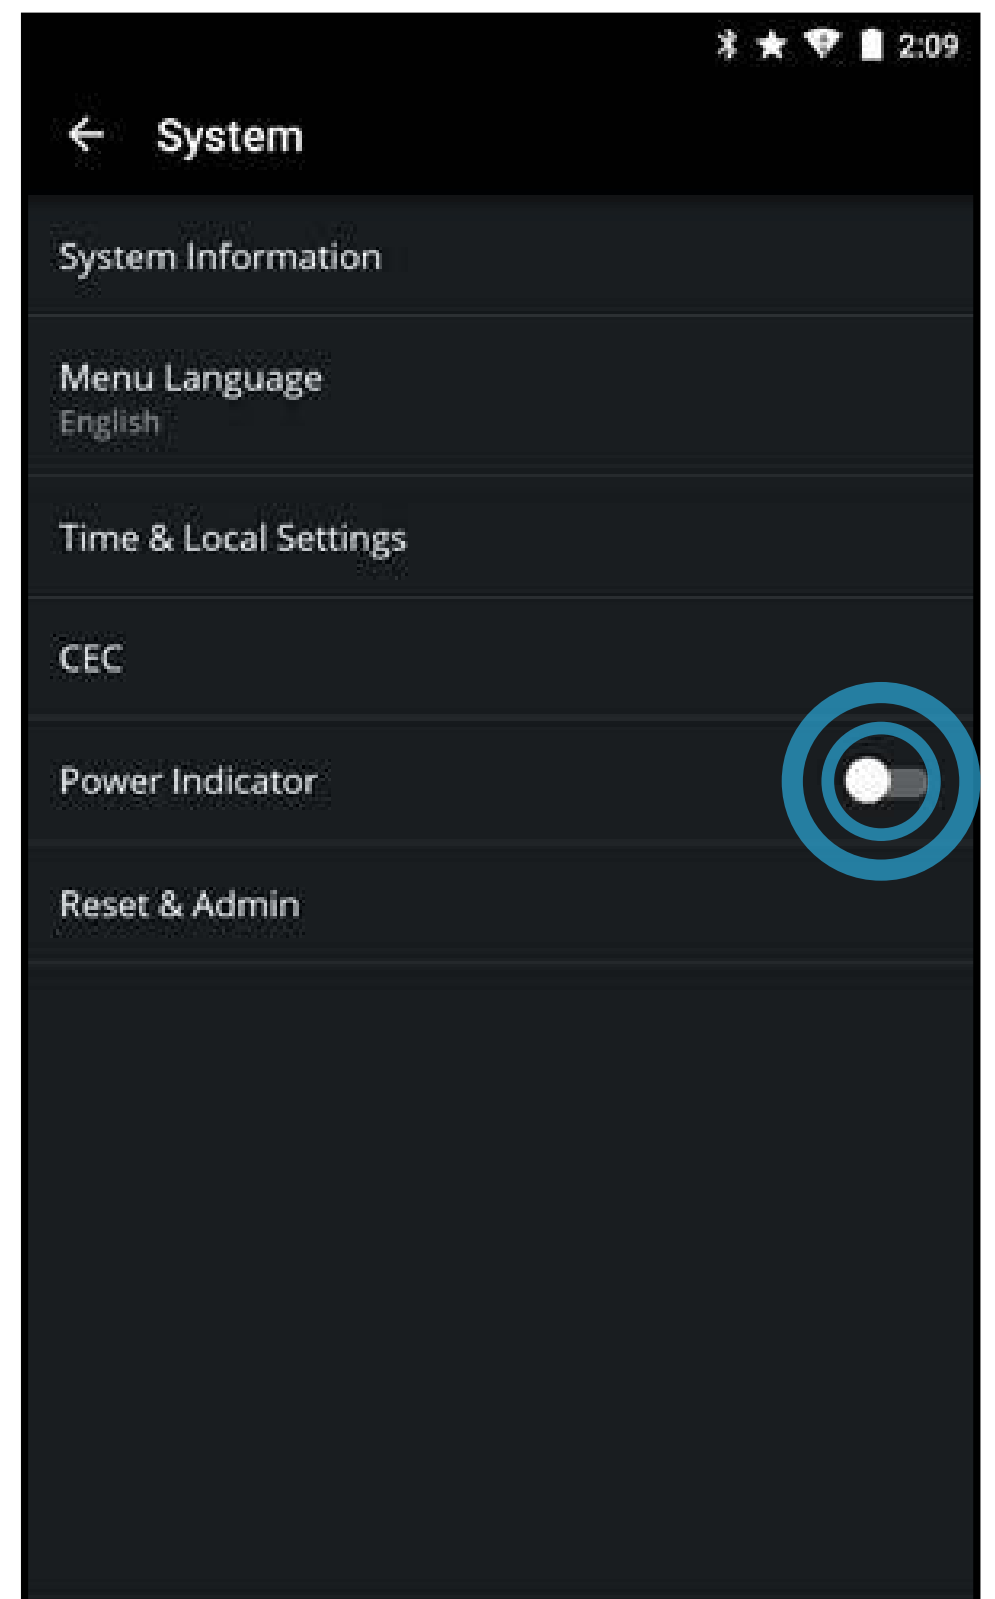 2:09
System
System Information
Menu Language
English
Time & Local Settings
CEC
Power Indicator
Reset & Admin